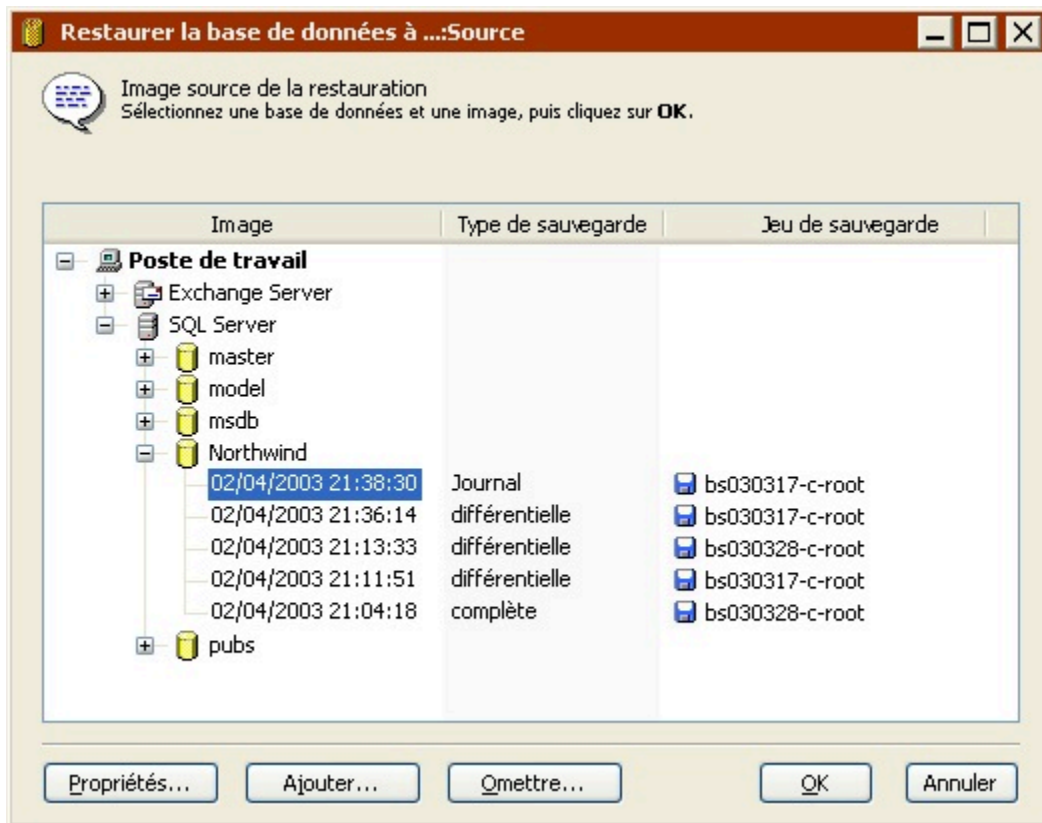 Restaurer la base de données à ...:Source
Image source de la restauration
Sélectionnez une base de données et une image, puis cliquez sur OK.
Image Type de sauvegarde Jeu de sauvegarde
Poste de travail
Exchange Server
SQL Server
master
model
msdb
Northwind
02/04/2003 21:38:30 Journal bs030317-c-root
02/04/2003 21:36:14 différentielle bs030317-c-root
02/04/2003 21:13:33 différentielle bs030328-c-root
02/04/2003 21:11:51 différentielle bs030317-c-root
02/04/2003 21:04:18 complète bs030328-c-root
pubs
Propriétés... Ajouter... Omettre... OK Annuler